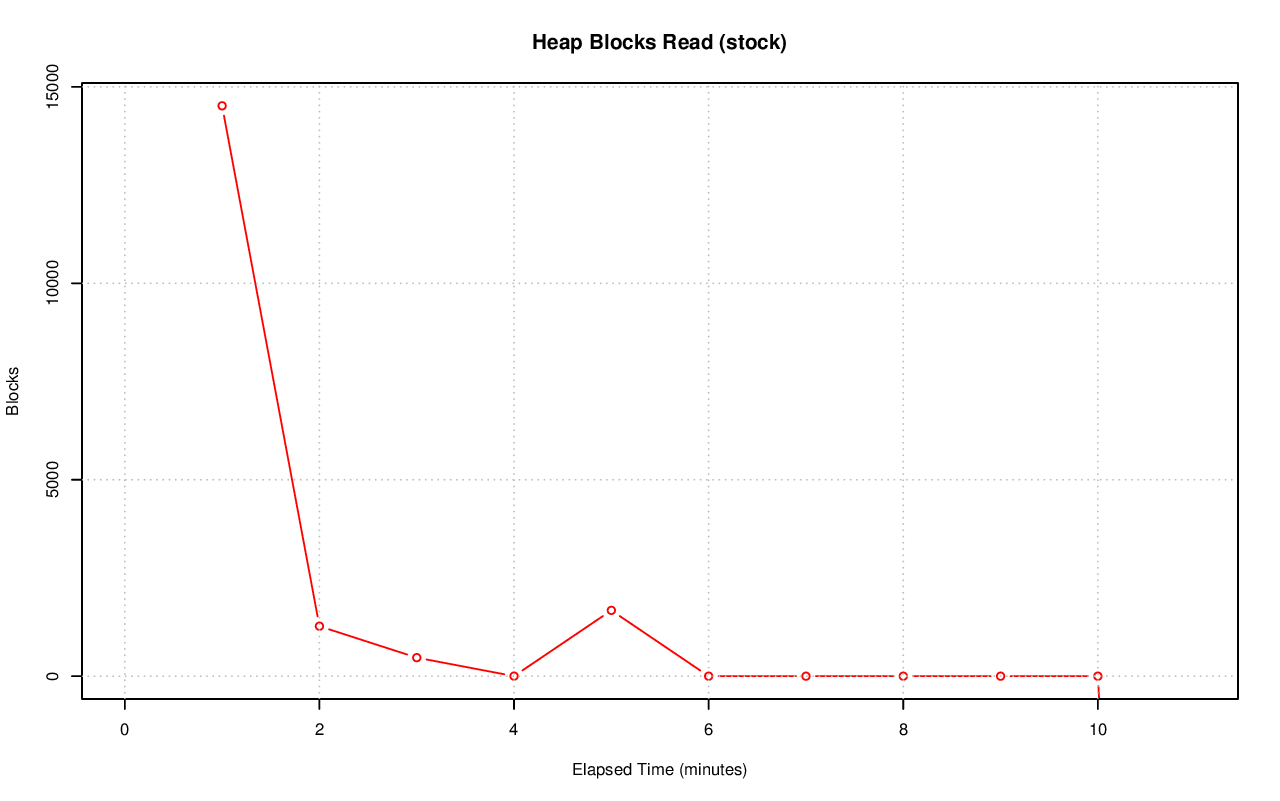 Heap Blocks Read (stock)
Blocks
15000
10000
5000
0
0 2 4 6 8 10
Elapsed Time (minutes)